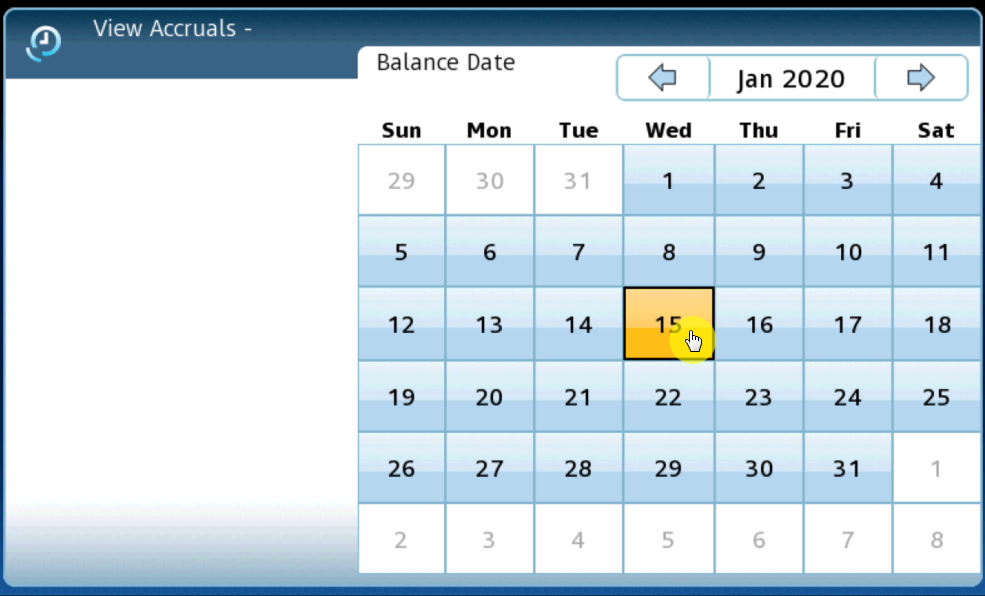 View Accruals -
Balance Date
Jan 2020
Sun Mon Tue Wed Thu Fri Sat
29 30 31 1 2 3 4
5 6 7 8 9 10 11
12 13 14 15 16 17 18
19 20 21 22 23 24 25
26 27 28 29 30 31 1
2 3 4 5 6 7 8